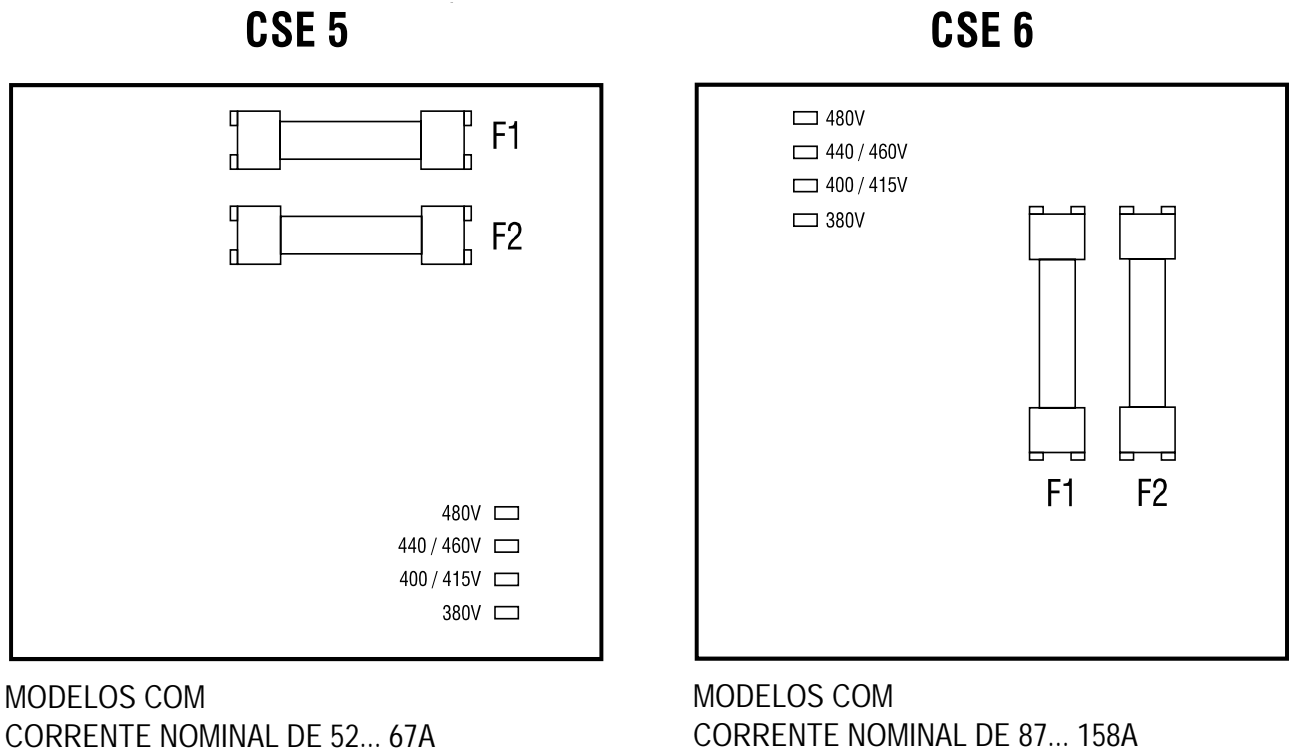 CSE 5
F1
F2
480V
440 / 460V
400 / 415V
380V
MODELOS COM
CORRENTE NOMINAL DE 52... 67A
CSE 6
480V
440 / 460V
400 / 415V
380V
F1 F2
MODELOS COM
CORRENTE NOMINAL DE 87... 158A